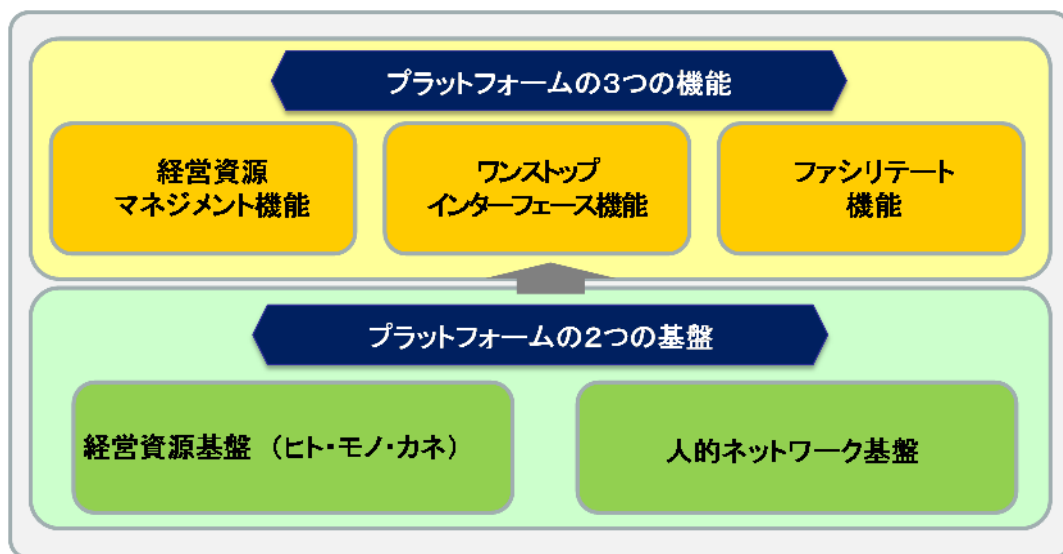 プラットフォームの３つの機能
経営資源
マネジメント機能
ワンストップ
インターフェース機能
ファシリテート
機能
プラットフォームの２つの基盤
経営資源基盤　（ヒト・モノ・カネ）
人的ネットワーク基盤